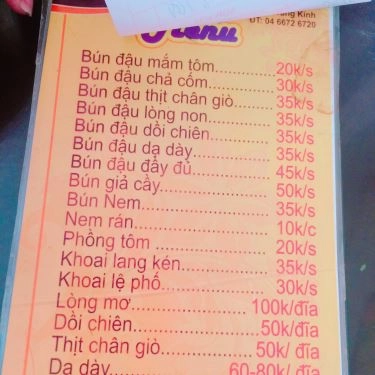 Menu
ĐT: 04 6672 6720
Bún đậu mắm tôm............20k/s
Bún đậu chả cốm............30k/s
Bún đậu thịt chân giò......35k/s
Bún đậu lòng non...........35k/s
Bún đậu dồi chiên..........35k/s
Bún đậu dạ dày.............35k/s
Bún đậu đầy đủ.............45k/s
Bún giả cầy................50k/s
Bún Nem....................35k/s
Nem rán....................10k/c
Phồng tôm .................20k/s
Khoai lang kén.............35k/s
Khoai lệ phố...............30k/s
Lòng mơ................100k/đĩa
Dồi chiên................50k/đĩa
Thịt chân giò............50k/ đĩa
Dạ dày...............60-80k/ đĩa